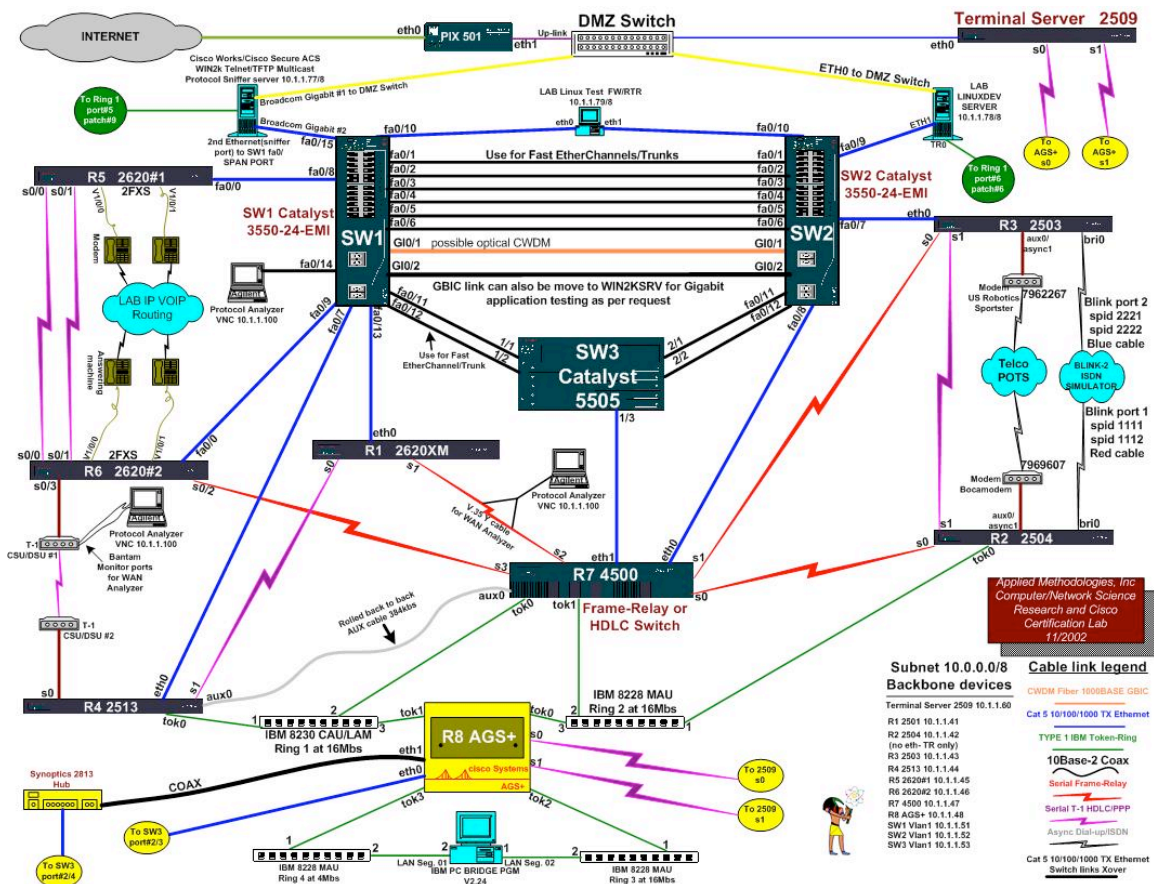 INTERNET
eth0
PIX 501
eth1
Up-link
DMZ Switch
Terminal Server 2509
eth0
s0
s1
Cisco Works/Cisco Secure ACS
WIN2k Telnet/TFTP Multicast
Protocol Sniffer server 10.1.1.77/8
To Ring 1
port#5
patch#9
Broadcom Gigabit #1 to DMZ Switch
Broadcom Gigabit #2
2nd Ethernet(sniffer
port) to SW1 fa0/
SPAN PORT
fa0/15
ETH0 to DMZ Switch
LAB
LINUXDEV
SERVER
10.1.1.78/8
ETH1
TR0
To
AGS+
s0
To
AGS+
s1
To Ring 1
port#6
patch#6
LAB Linux Test FW/RTR
10.1.1.79/8
eth0
eth1
fa0/10
fa0/10
fa0/9
fa0/8
fa0/1
Use for Fast EtherChannels/Trunks
fa0/1
fa0/2
fa0/2
fa0/3
fa0/3
fa0/4
fa0/4
fa0/5
fa0/5
fa0/6
fa0/6
fa0/7
GI0/1
possible optical CWDM
GI0/1
GI0/2
GI0/2
GBIC link can also be move to WIN2KSRV for Gigabit
application testing as per request
SW1 Catalyst
3550-24-EMI
SW1
SW2 Catalyst
3550-24-EMI
SW2
R5 2620#1
2FXS
s0/0
s0/1
V1/0/0
V1/0/1
fa0/0
Modem
LAB IP VOIP
Routing
Answering
machine
Agilent
Protocol Analyzer
VNC 10.1.1.100
fa0/14
fa0/9
fa0/7
fa0/13
fa0/11
fa0/12
Use for Fast
EtherChannel/Trunk
1/1
1/2
SW3
Catalyst
5505
2/1
2/2
1/3
fa0/11
fa0/12
fa0/8
eth0
R3 2503
s0
s1
aux0/
async1
bri0
Modem
US Robotics
Sportster
7962267
Blink port 2
spid 2221
spid 2222
Blue cable
Telco
POTS
BLINK-2
ISDN
SIMULATOR
Blink port 1
spid 1111
spid 1112
Red cable
7969607
Modem
Bocamodem
aux0/
async1
bri0
s1
s0
R2 2504
tok0
V1/0/0
V1/0/1
2FXS
s0/0
s0/1
fa0/0
R6 2620#2
s0/3
s0/2
Agilent
Protocol Analyzer
VNC 10.1.1.100
T-1
CSU/DSU #1
Bantam
Monitor ports
for WAN
Analyzer
T-1
CSU/DSU #2
eth0
R1 2620XM
s0
s1
Agilent
Protocol Analyzer
VNC 10.1.1.100
V.35 Y cable
for WAN Analyzer
s2
eth1
eth0
s1
s3
R7 4500
aux0
tok0
tok1
s0
Frame-Relay or
HDLC Switch
Rolled back to back
AUX cable 384kbs
s0
eth0
s1
aux0
R4 2513
tok0
1
2
3
IBM 8230 CAU/LAM
Ring 1 at 16Mbs
IBM 8228 MAU
Ring 2 at 16Mbs
2
3
1
tok1
tok0
R8 AGS+
s0
s1
eth1
eth0
cisco Systems
AGS+
tok3
tok2
Synoptics 2813
Hub
COAX
To SW3
port#2/3
To SW3
port#2/4
To 2509
s0
To 2509
s1
1
2
IBM 8228 MAU
Ring 4 at 4Mbs
2
LAN Seg. 01
1
LAN Seg. 02
IBM PC BRIDGE PGM
V2.24
2
1
IBM 8228 MAU
Ring 3 at 16Mbs
Applied Methodologies, Inc
Computer/Network Science
Research and Cisco
Certification Lab
11/2002
Subnet 10.0.0.0/8
Backbone devices
Terminal Server 2509 10.1.1.60
R1 2501 10.1.1.41
R2 2504 10.1.1.42
(no eth- TR only)
R3 2503 10.1.1.43
R4 2513 10.1.1.44
R5 2620#1 10.1.1.45
R6 2620#2 10.1.1.46
R7 4500 10.1.1.47
R8 AGS+ 10.1.1.48
SW1 Vlan1 10.1.1.51
SW2 Vlan1 10.1.1.52
SW3 Vlan1 10.1.1.53
Cable link legend
CWDM Fiber 1000BASE GBIC
Cat 5 10/100/1000 TX Ethernet
TYPE 1 IBM Token-Ring
10Base-2 Coax
Serial Frame-Relay
Serial T-1 HDLC/PPP
Async Dial-up/ISDN
Cat 5 10/100/1000 TX Ethernet
Switch links Xover